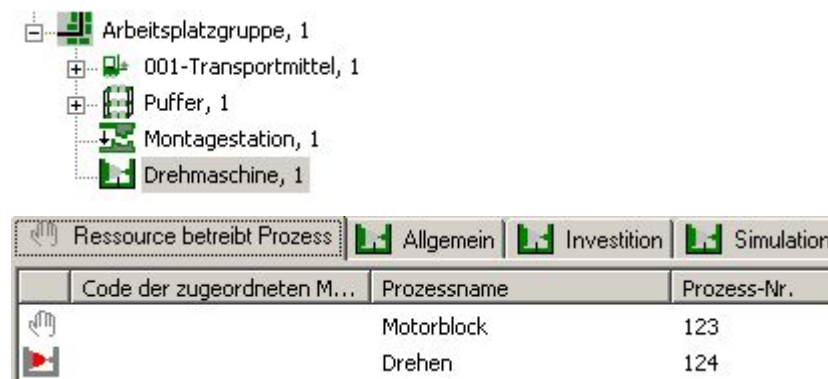 Arbeitsplatzgruppe, 1
001-Transportmittel, 1
Puffer, 1
Montagestation, 1
Drehmaschine, 1
Ressource betreibt Prozess Allgemein Investition Simulation
Code der zugeordneten M... Prozessname Prozess-Nr.
Motorblock 123
Drehen 124